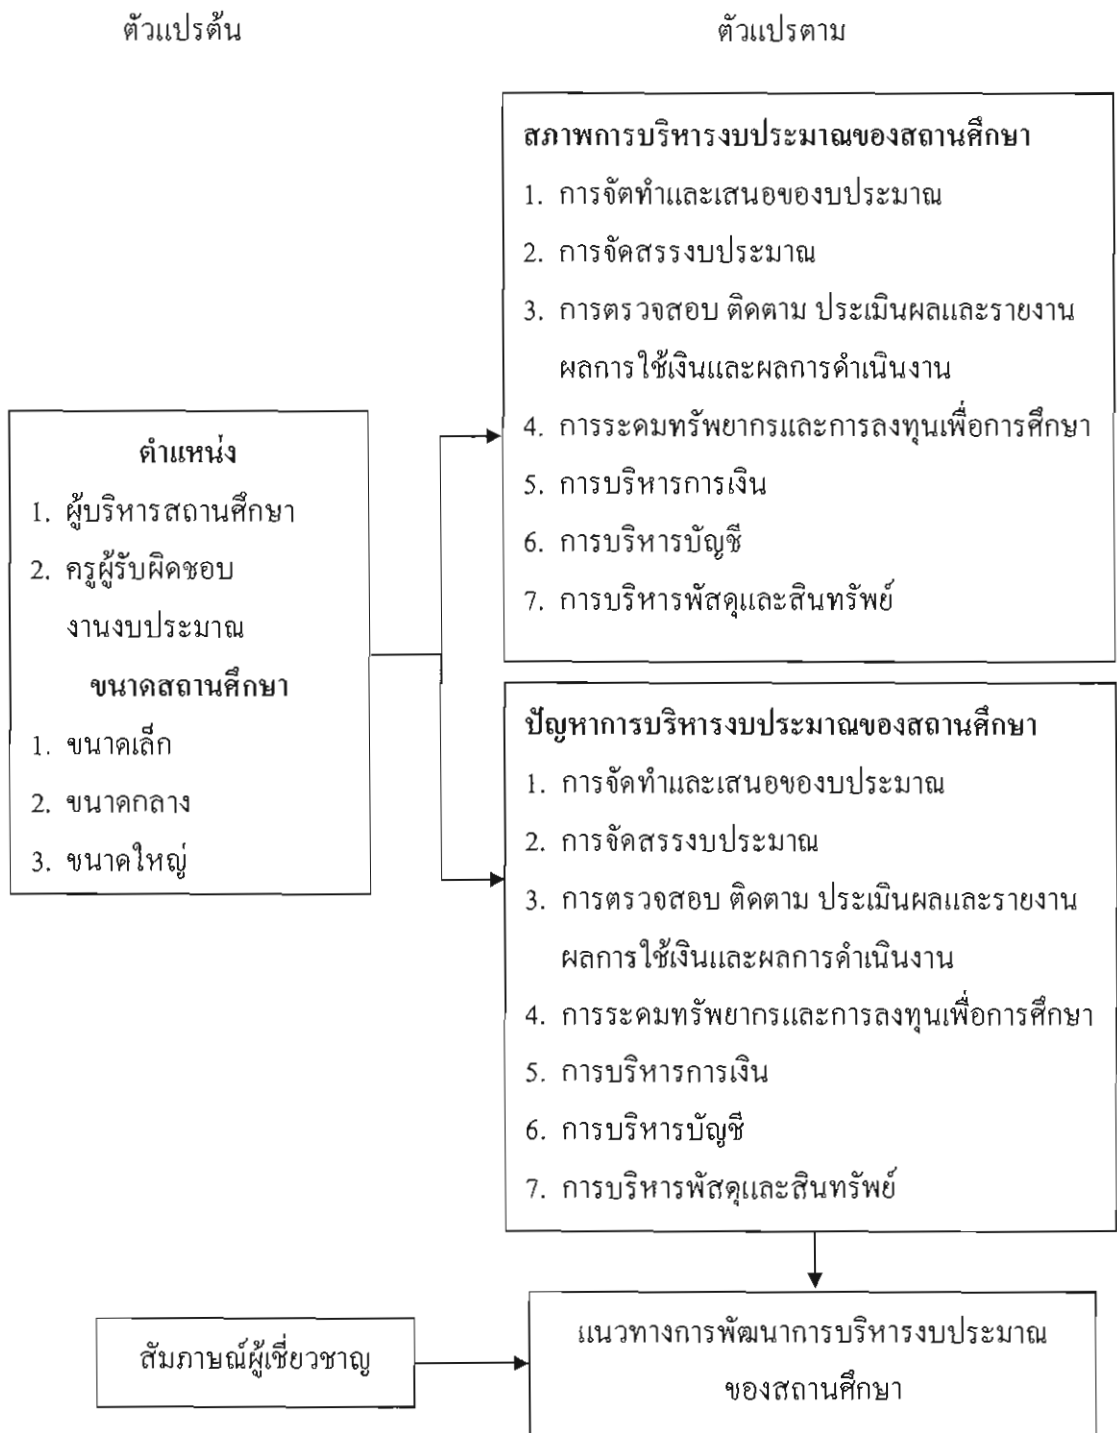 ตัวแปรต้น
ตัวแปรตาม
สภาพการบริหารงบประมาณของสถานศึกษา
1. การจัดทำและเสนอของบประมาณ
2. การจัดสรรงบประมาณ
3. การตรวจสอบ ติดตาม ประเมินผลและรายงาน
ผลการใช้เงินและผลการดำเนินงาน
4. การระดมทรัพยากรและการลงทุนเพื่อการศึกษา
5. การบริหารการเงิน
6. การบริหารบัญชี
7. การบริหารพัสดุและสินทรัพย์
ตำแหน่ง
1. ผู้บริหารสถานศึกษา
2. ครูผู้รับผิดชอบ
งานงบประมาณ
ขนาดสถานศึกษา
1. ขนาดเล็ก
2. ขนาดกลาง
3. ขนาดใหญ่
ปัญหาการบริหารงบประมาณของสถานศึกษา
1. การจัดทำและเสนอของบประมาณ
2. การจัดสรรงบประมาณ
3. การตรวจสอบ ติดตาม ประเมินผลและรายงาน
ผลการใช้เงินและผลการดำเนินงาน
4. การระดมทรัพยากรและการลงทุนเพื่อการศึกษา
5. การบริหารการเงิน
6. การบริหารบัญชี
7. การบริหารพัสดุและสินทรัพย์
สัมภาษณ์ผู้เชี่ยวชาญ
แนวทางการพัฒนาการบริหารงบประมาณ
ของสถานศึกษา